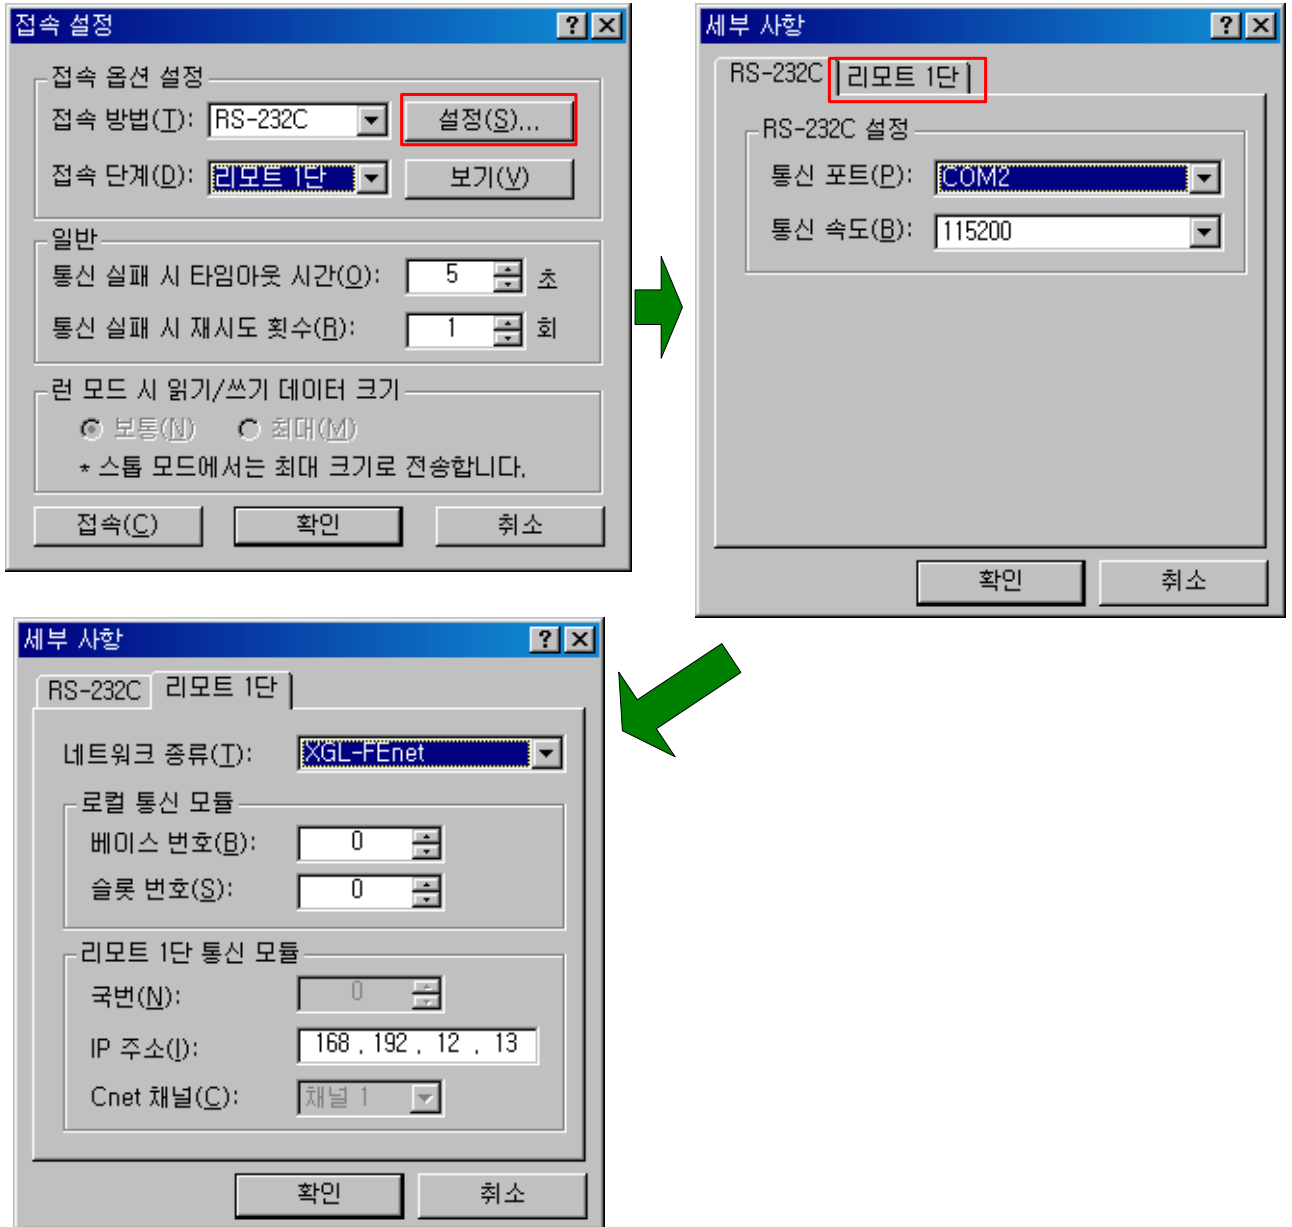 접속 설정
접속 옵션 설정
접속 방법(T): RS-232C 설정(S)...
접속 단계(D): 리모트 1단 보기(V)
일반
통신 실패 시 타임아웃 시간(O): 5 초
통신 실패 시 재시도 횟수(R): 1 회
런 모드 시 읽기/쓰기 데이터 크기
보통(N) 최대(M)
* 스톱 모드에서는 최대 크기로 전송합니다.
접속(C) 확인 취소
세부 사항
RS-232C 리모트 1단
RS-232C 설정
통신 포트(P): COM2
통신 속도(B): 115200
확인 취소
세부 사항
RS-232C 리모트 1단
네트워크 종류(T): XGL-FEnet
로컬 통신 모듈
베이스 번호(B): 0
슬롯 번호(S): 0
리모트 1단 통신 모듈
국번(N): 0
IP 주소(I): 168 . 192 . 12 . 13
Cnet 채널(C): 채널 1
확인 취소